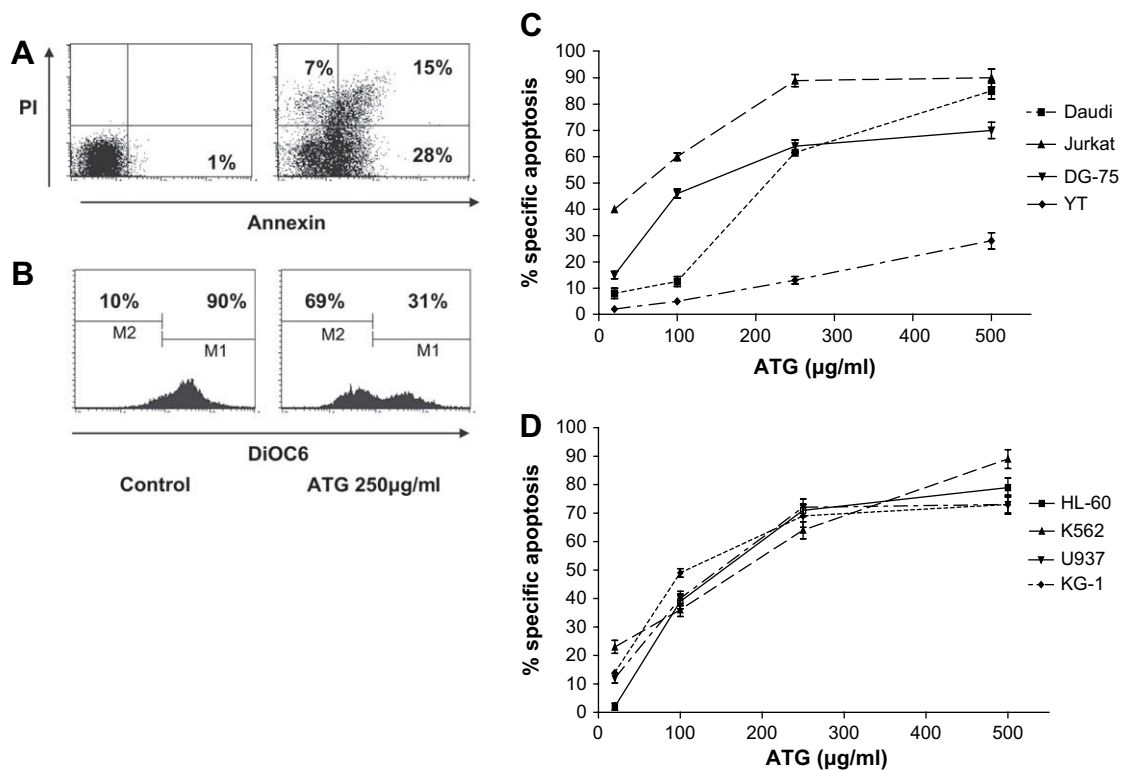 A
PI
7%
15%
1%
28%
Annexin
B
10%
90%
M2
M1
69%
31%
M2
M1
DiOC6
Control
ATG 250µg/ml
C
% specific apoptosis
100
90
80
70
60
50
40
30
20
10
0
0
100
200
300
400
500
ATG (µg/ml)
Daudi
Jurkat
DG-75
YT
D
% specific apoptosis
100
90
80
70
60
50
40
30
20
10
0
0
100
200
300
400
500
ATG (µg/ml)
HL-60
K562
U937
KG-1